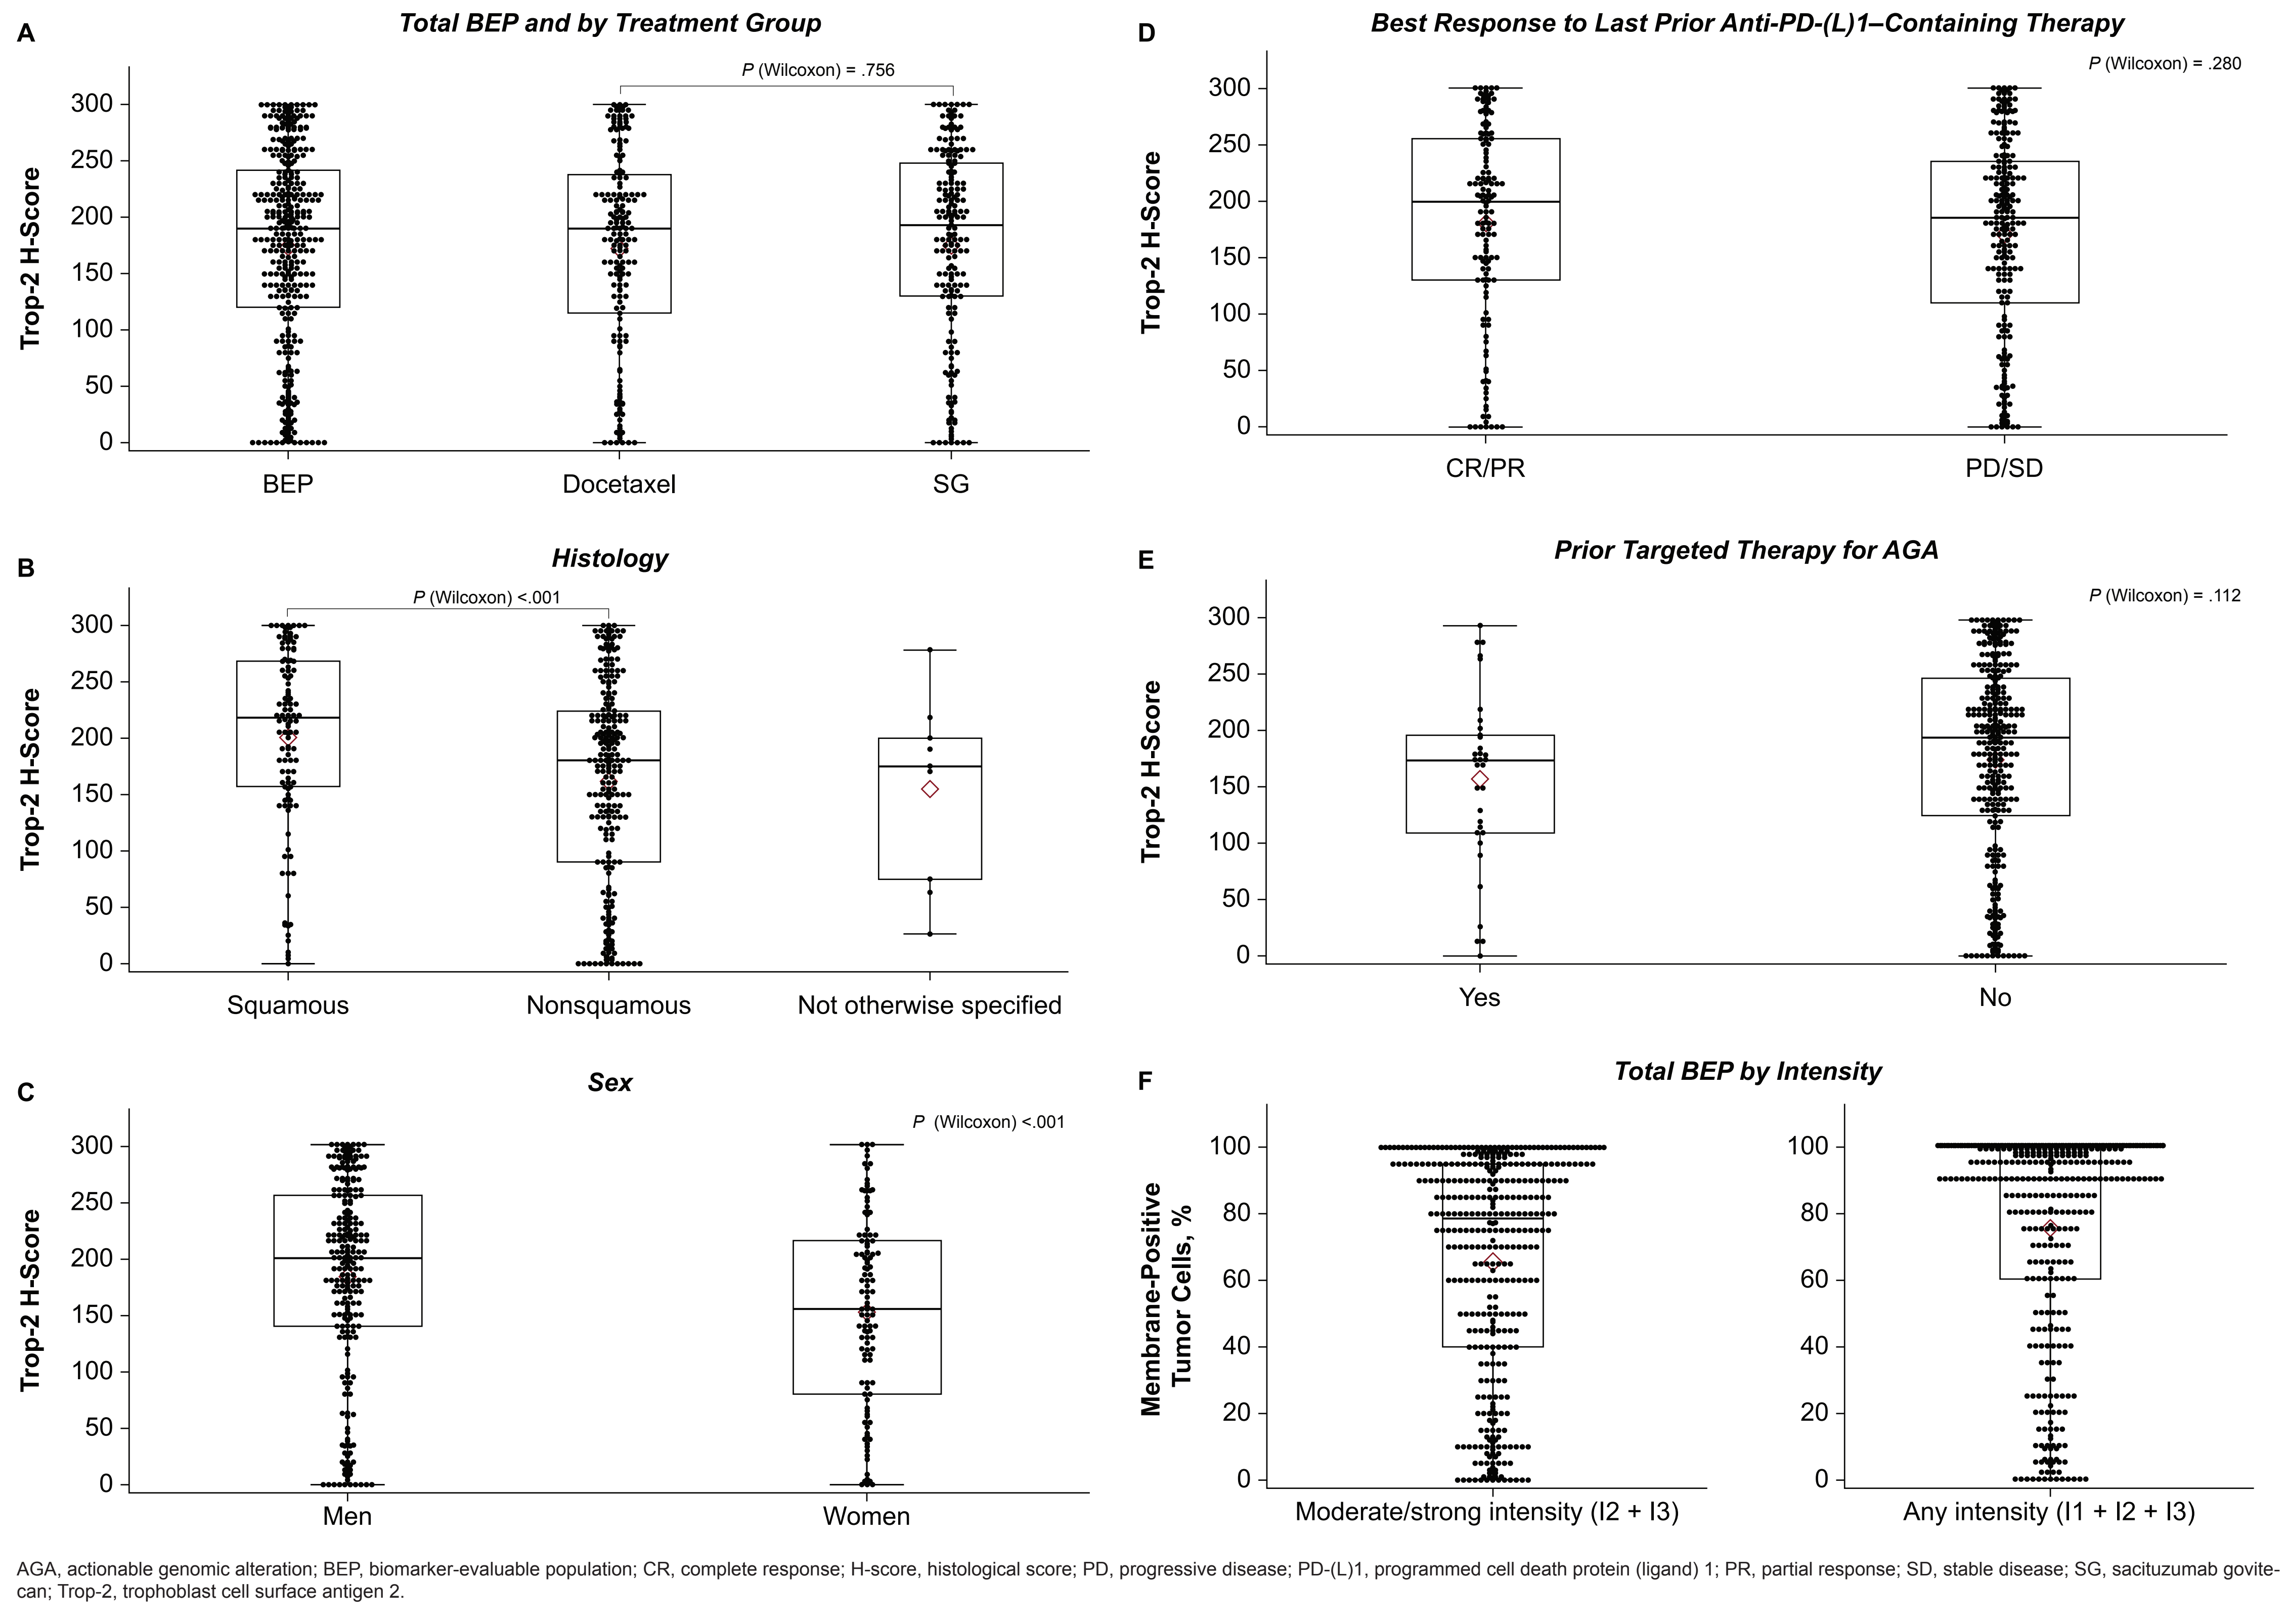 A
Total BEP and by Treatment Group
P (Wilcoxon) = .756
Trop-2 H-Score
300
250
200
150
100
50
0
BEP
Docetaxel
SG
B
Histology
P (Wilcoxon) <.001
Trop-2 H-Score
300
250
200
150
100
50
0
Squamous
Nonsquamous
Not otherwise specified
C
Sex
P (Wilcoxon) <.001
Trop-2 H-Score
300
250
200
150
100
50
0
Men
Women
D
Best Response to Last Prior Anti-PD-(L)1–Containing Therapy
P (Wilcoxon) = .280
Trop-2 H-Score
300
250
200
150
100
50
0
CR/PR
PD/SD
E
Prior Targeted Therapy for AGA
P (Wilcoxon) = .112
Trop-2 H-Score
300
250
200
150
100
50
0
Yes
No
F
Total BEP by Intensity
Membrane-Positive
Tumor Cells, %
100
80
60
40
20
0
Moderate/strong intensity (I2 + I3)
100
80
60
40
20
0
Any intensity (I1 + I2 + I3)
AGA, actionable genomic alteration; BEP, biomarker-evaluable population; CR, complete response; H-score, histological score; PD, progressive disease; PD-(L)1, programmed cell death protein (ligand) 1; PR, partial response; SD, stable disease; SG, sacituzumab govite-
can; Trop-2, trophoblast cell surface antigen 2.